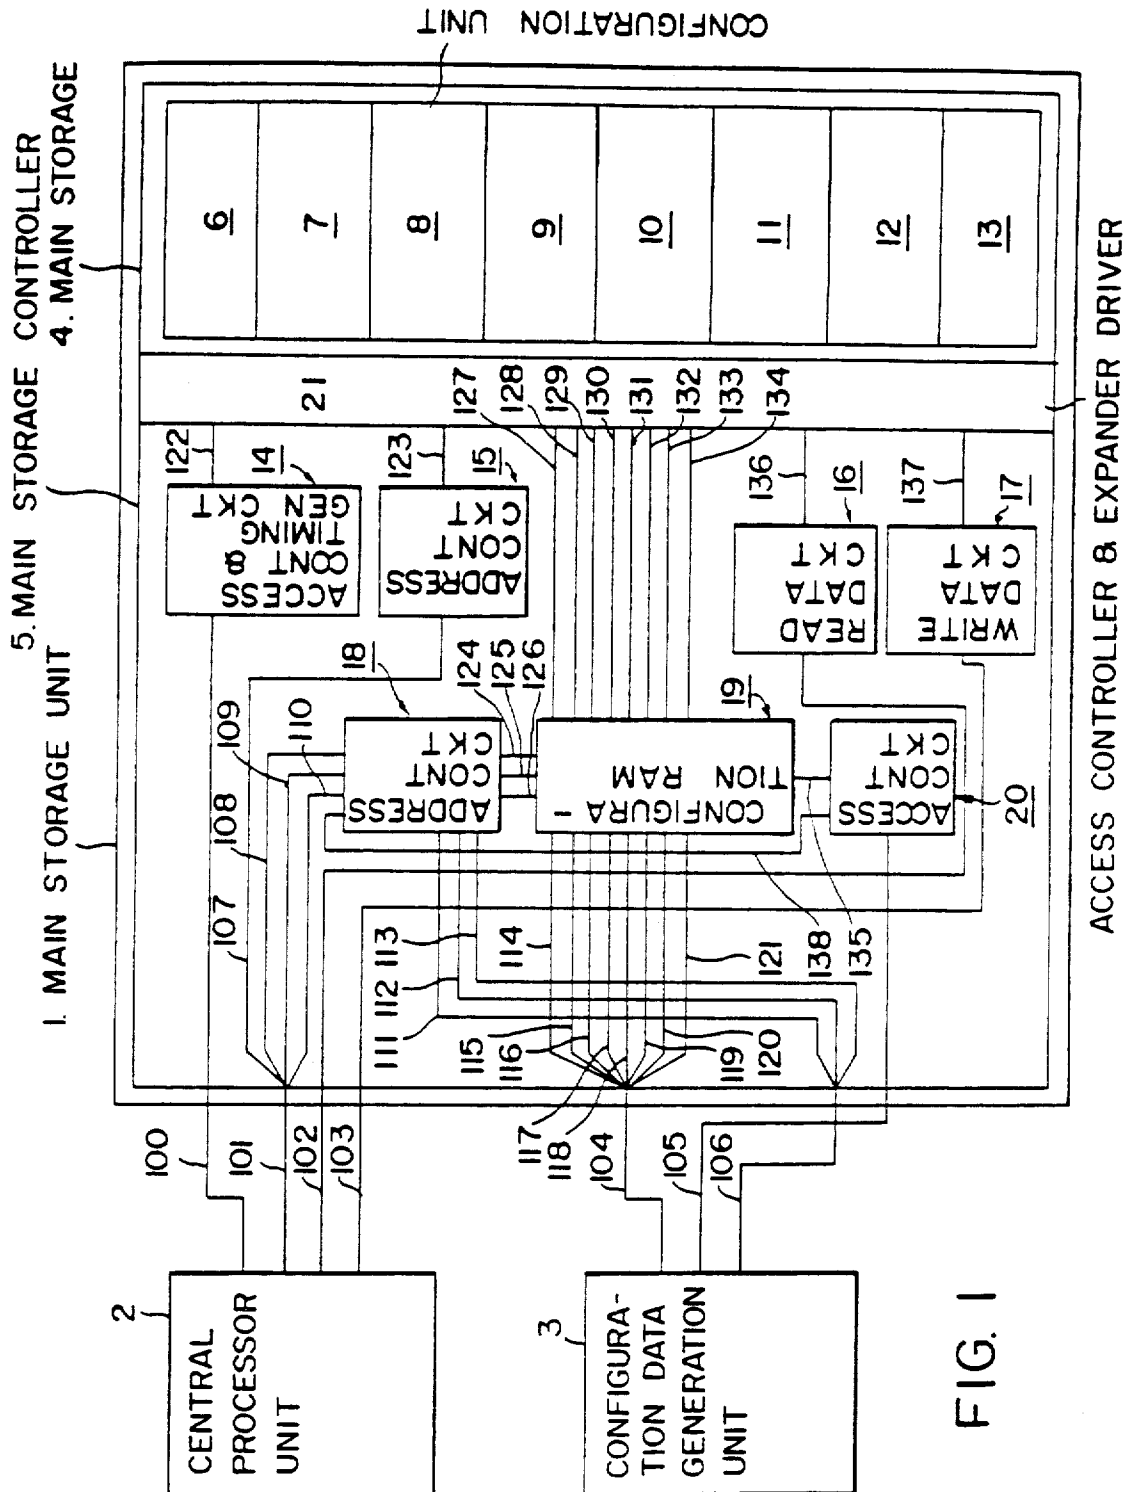 CONFIGURATION UNIT
5. MAIN STORAGE CONTROLLER
4. MAIN STORAGE
1. MAIN STORAGE UNIT
6
7
8
9
10
11
12
13
21
122
14
ACCESS
CONT &
TIMING
GEN CKT
123
15
ADDRESS
CONT
CKT
127
128
129
130
131
132
133
134
136
16
READ
DATA
CKT
137
17
WRITE
DATA
CKT
18
ADDRESS
CONT
CKT
124
125
126
19
CONFIGURA-
TION
RAM
20
ACCESS
CONT
CKT
107
108
109
110
111
112
113
114
115
116
117
118
119
120
121
138
135
100
101
102
103
104
105
106
2
CENTRAL
PROCESSOR
UNIT
3
CONFIGURA-
TION DATA
GENERATION
UNIT
ACCESS CONTROLLER & EXPANDER DRIVER
FIG. 1